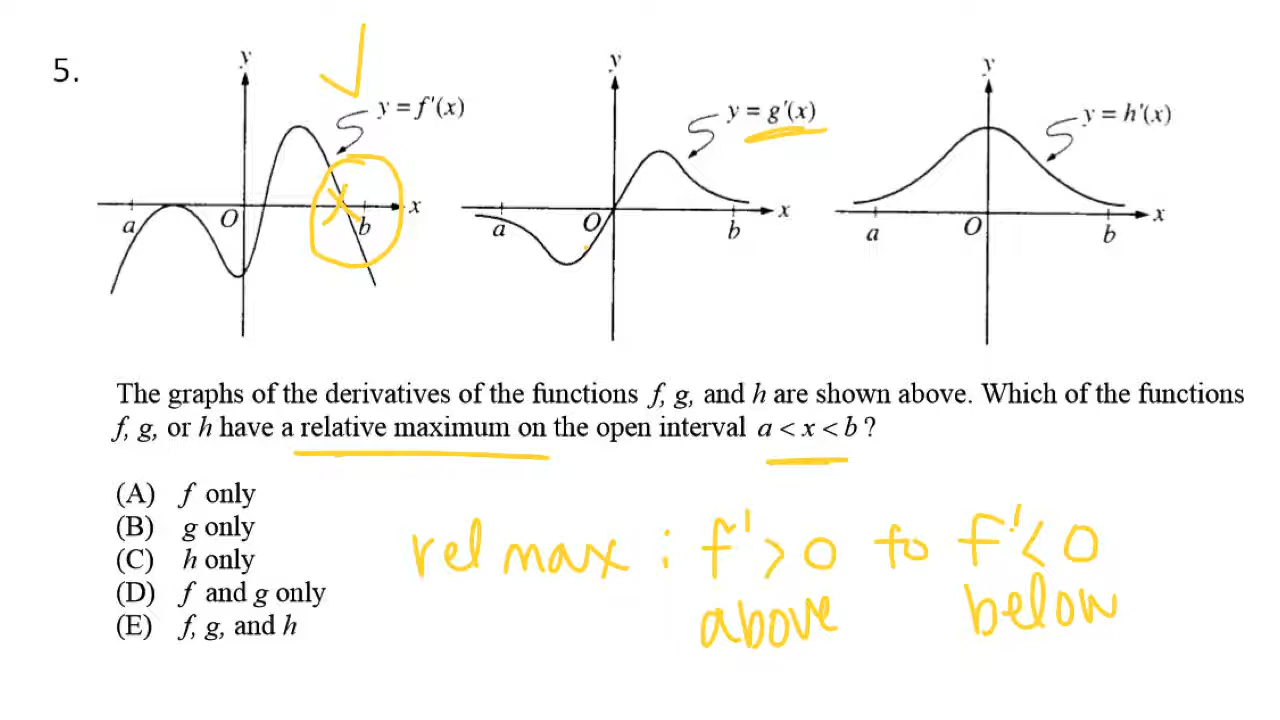 5.
y
y = f'(x)
a
O
b
x
y
y = g'(x)
a
O
b
x
y
y = h'(x)
a
O
b
x
The graphs of the derivatives of the functions f, g, and h are shown above. Which of the functions
f, g, or h have a relative maximum on the open interval a < x < b ?
(A) f only
(B) g only
(C) h only
(D) f and g only
(E) f, g, and h
rel max : f' > 0 to f' < 0
above below